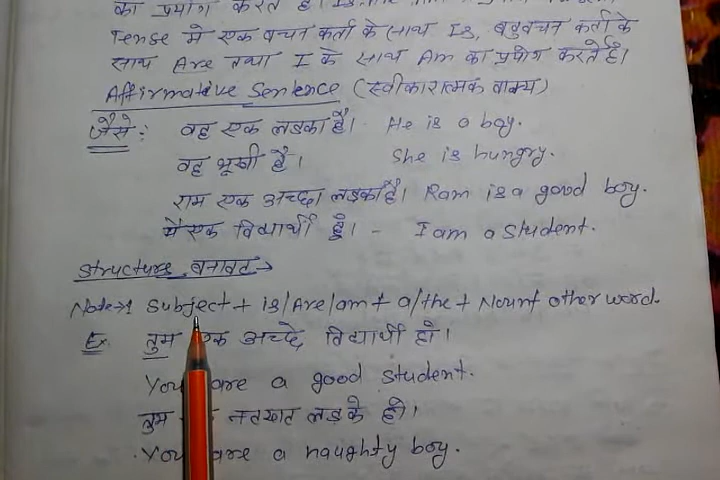 का प्रयोग करते हैं।
Tense में एक वचन कर्ता के साथ Is, बहुवचन कर्ता के
साथ Are तथा I के साथ Am का प्रयोग करते हैं।
Affirmative Sentence (स्वीकारात्मक वाक्य)
जैसे: वह एक लड़का है। He is a boy.
वह भूखी है। She is hungry.
राम एक अच्छा लड़का है। Ram is a good boy.
मैं एक विद्यार्थी हूँ। - I am a student.
Structure बनावट →
Note→1 Subject + is/Are/am + a/the + Noun+ other word.
Ex. तुम एक अच्छे विद्यार्थी हो।
You are a good student.
तुम नटखट लड़के हो।
You are a naughty boy.